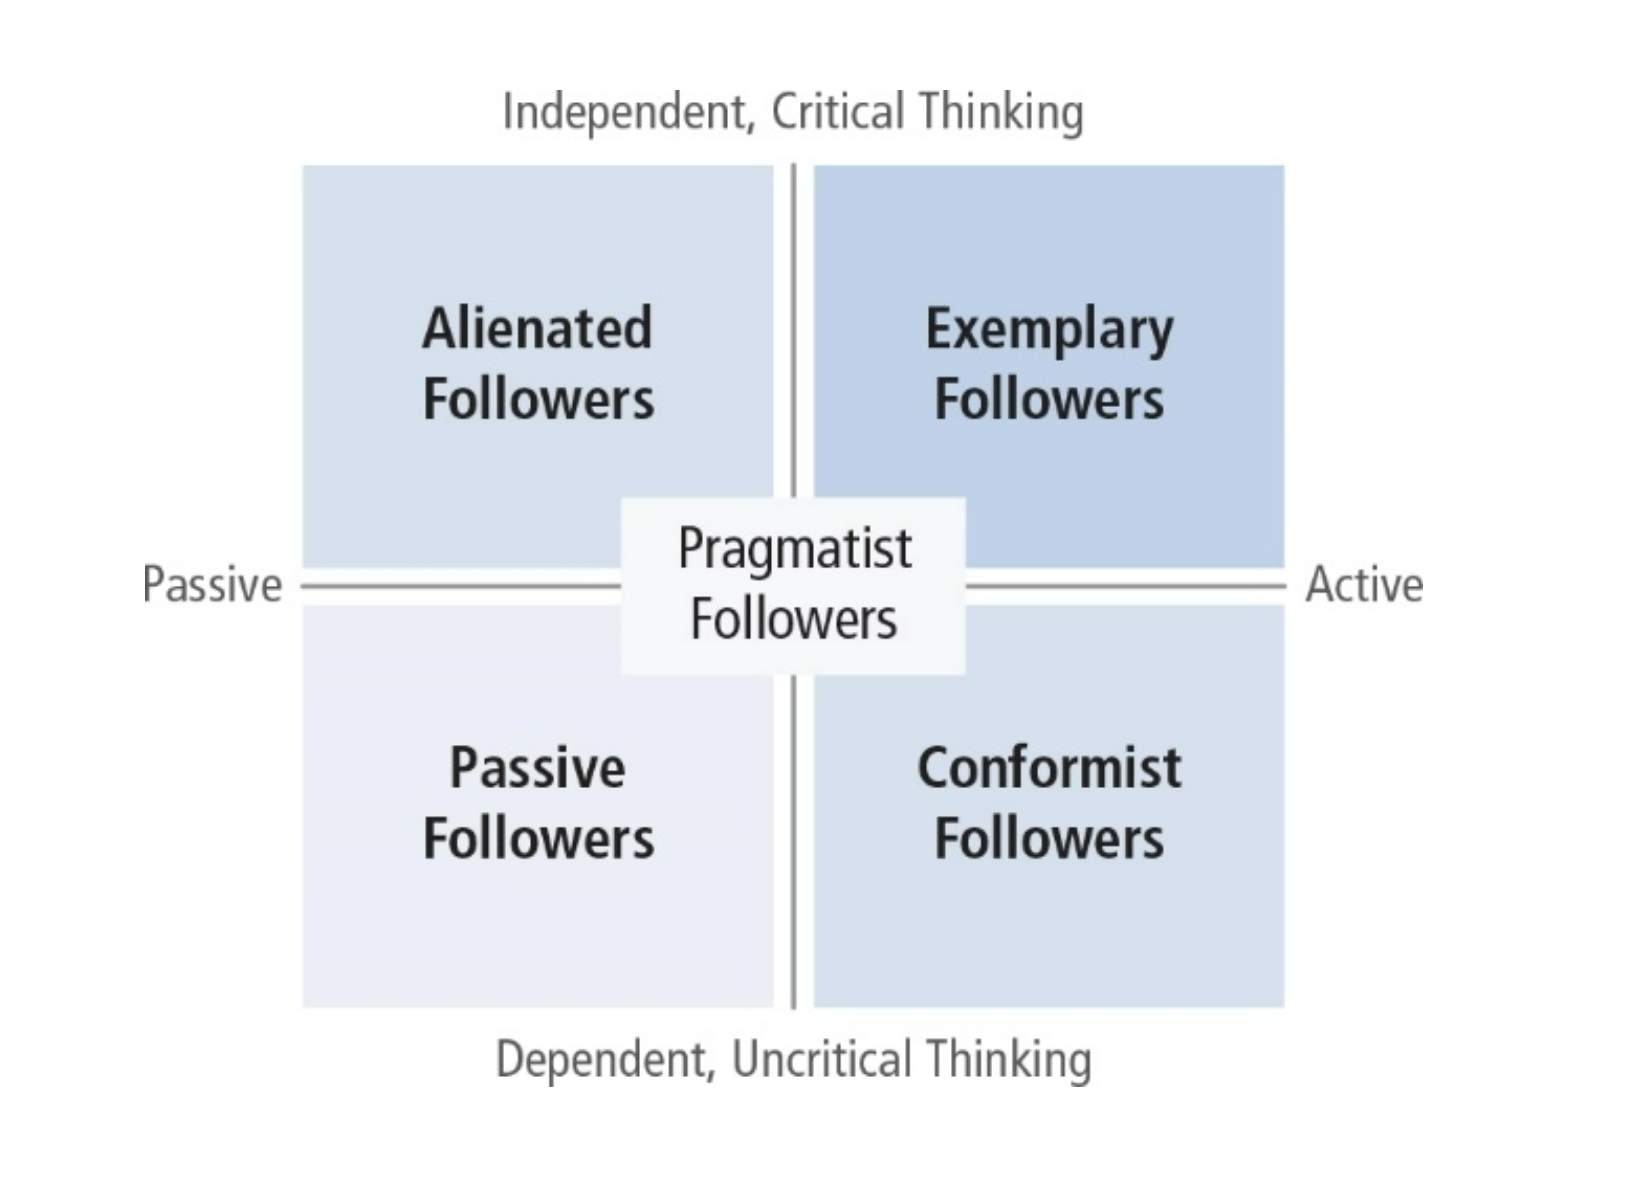 Independent, Critical Thinking
Alienated
Followers
Exemplary
Followers
Pragmatist
Followers
Passive
Active
Passive
Followers
Conformist
Followers
Dependent, Uncritical Thinking